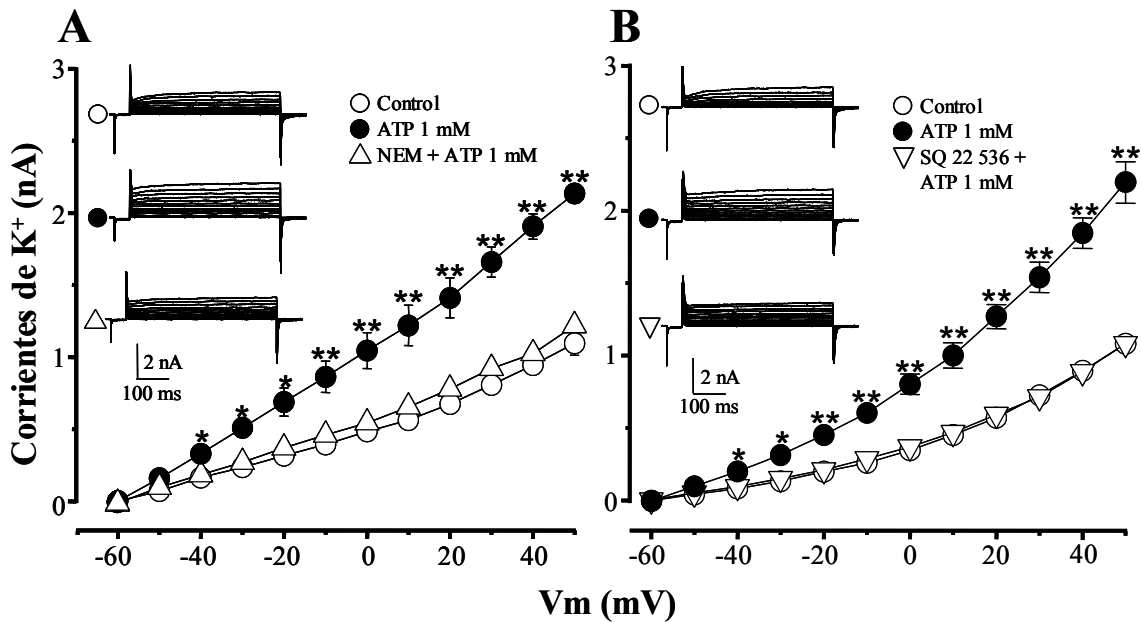 A
B
Corrientes de K⁺ (nA)
3
2
1
0
Control
ATP 1 mM
NEM + ATP 1 mM
2 nA
100 ms
*
*
*
**
**
**
**
**
**
**
-60
-40
-20
0
20
40
3
2
1
0
Control
ATP 1 mM
SQ 22 536 +
ATP 1 mM
2 nA
100 ms
*
*
**
**
**
**
**
**
**
**
-60
-40
-20
0
20
40
Vm (mV)